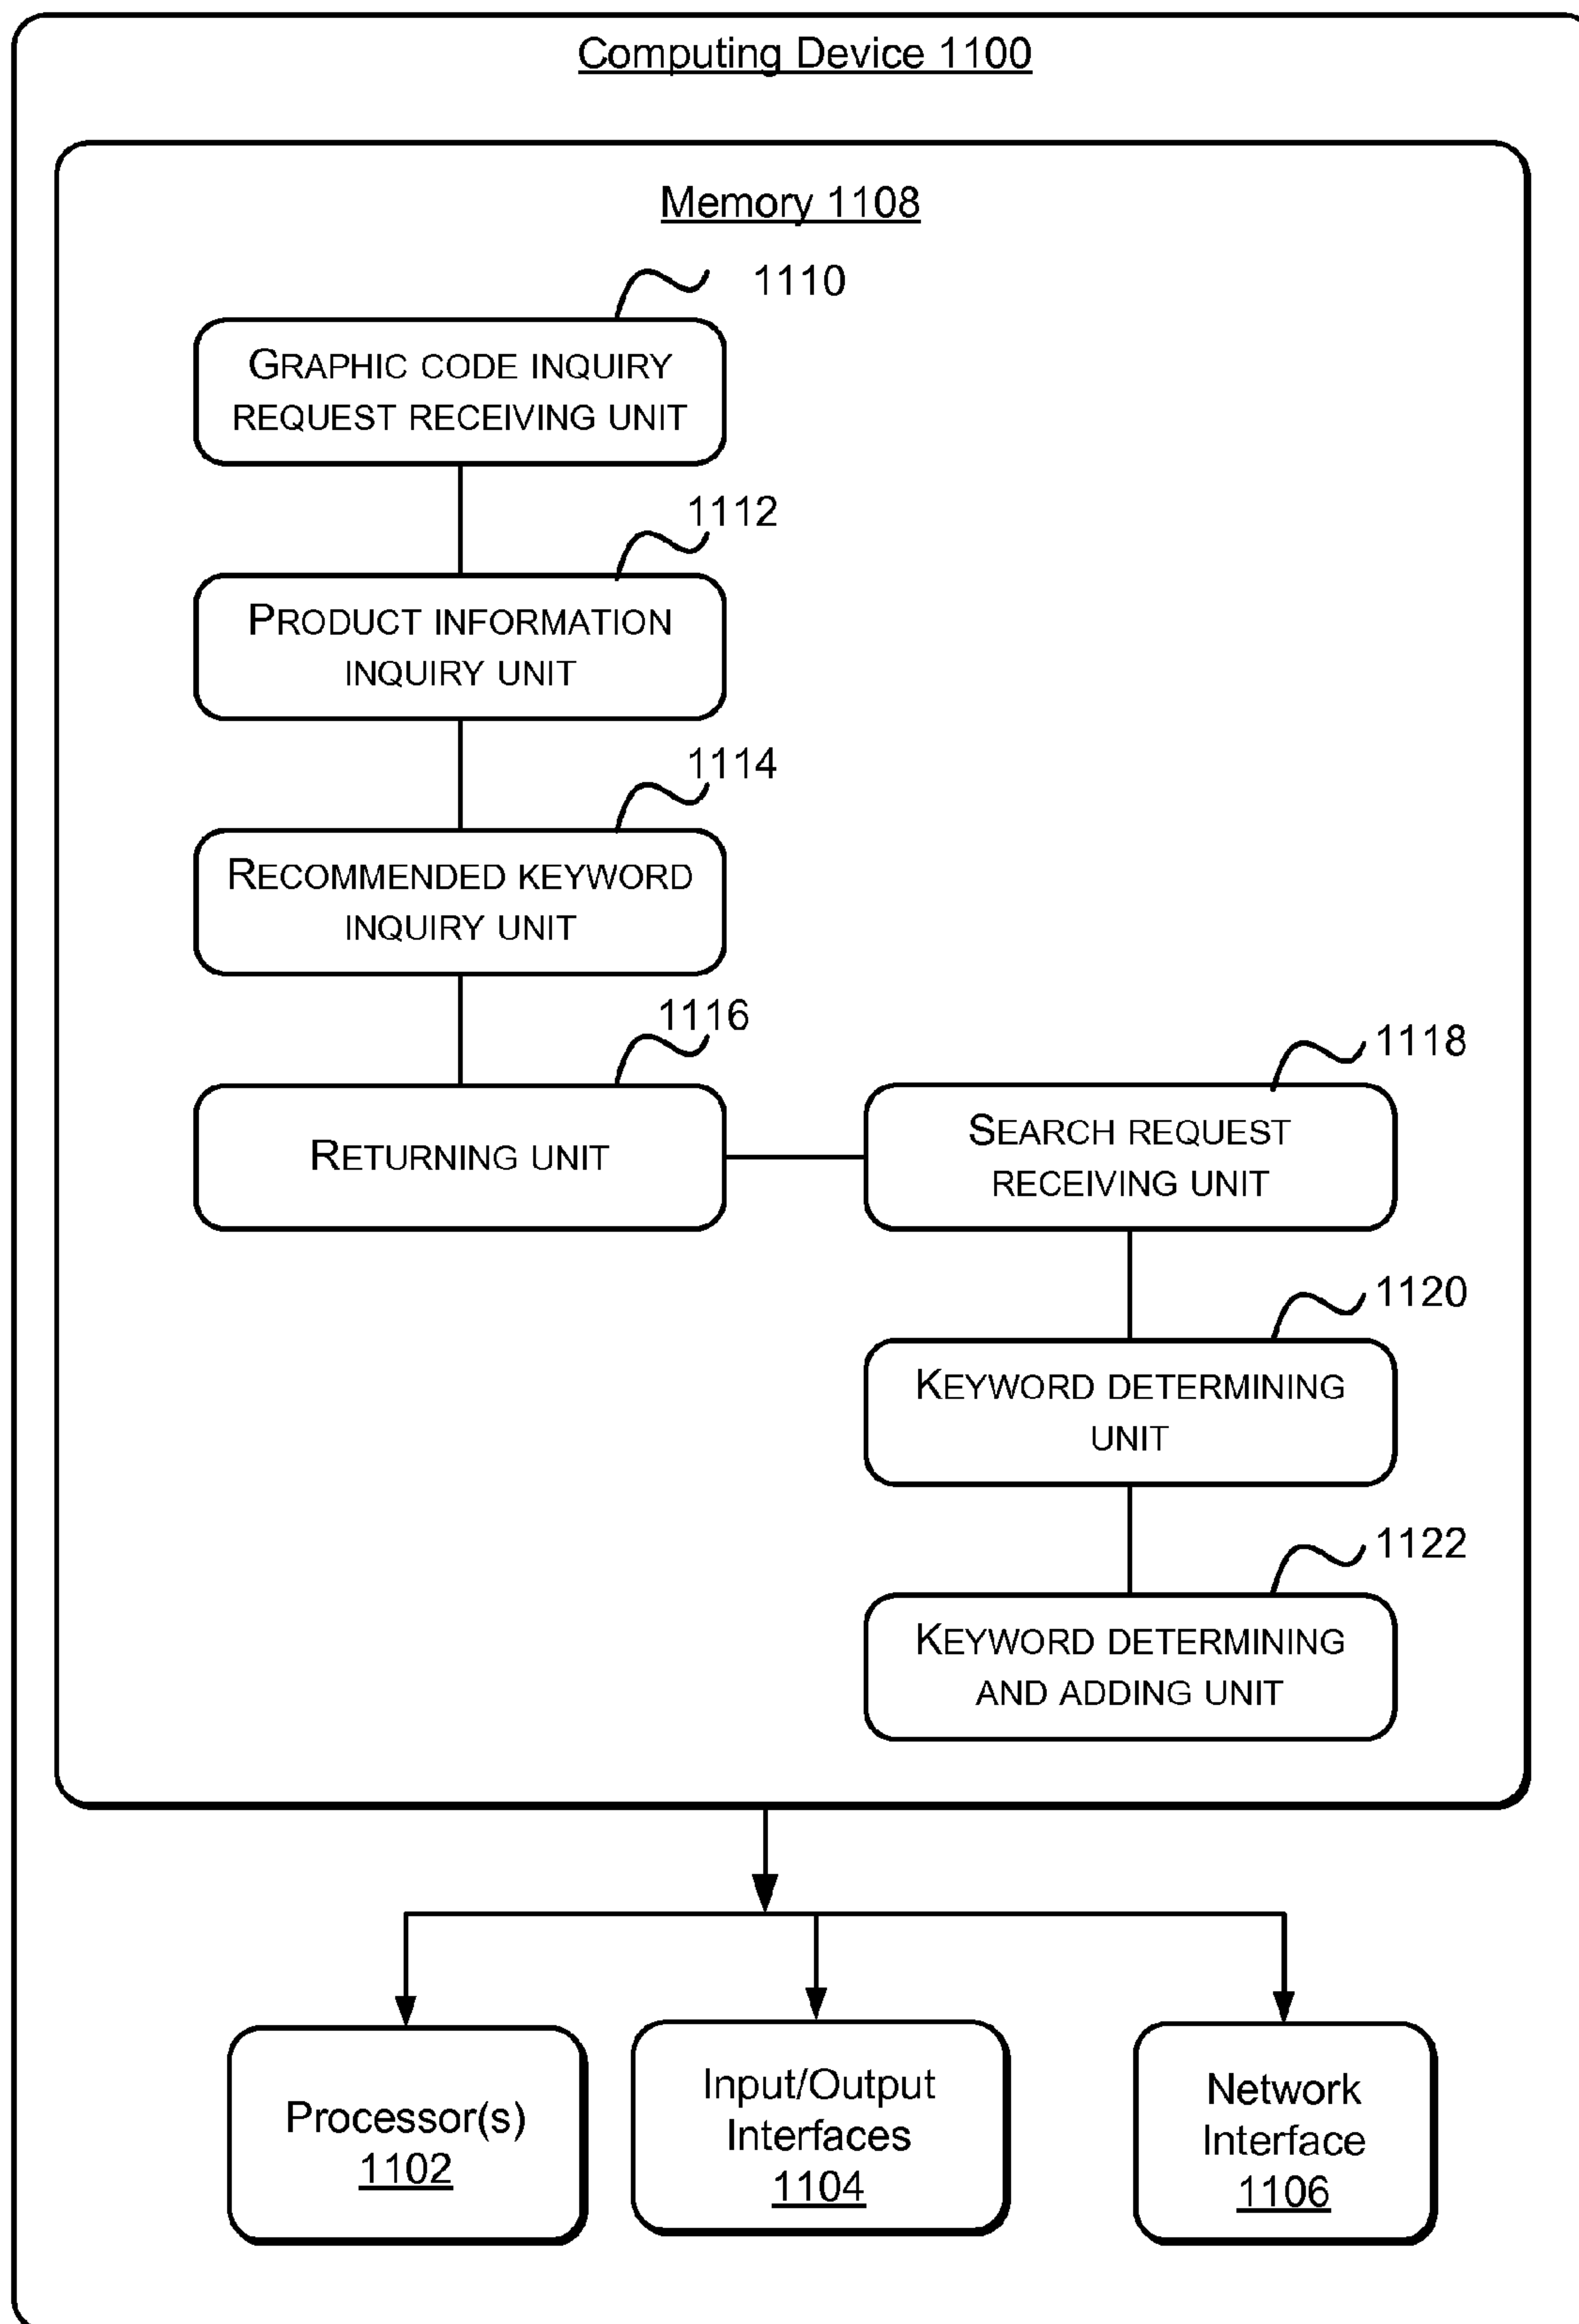 Computing Device 1100
Memory 1108
1110
GRAPHIC CODE INQUIRY
REQUEST RECEIVING UNIT
1112
PRODUCT INFORMATION
INQUIRY UNIT
1114
RECOMMENDED KEYWORD
INQUIRY UNIT
1116
RETURNING UNIT
1118
SEARCH REQUEST
RECEIVING UNIT
1120
KEYWORD DETERMINING
UNIT
1122
KEYWORD DETERMINING
AND ADDING UNIT
Processor(s)
1102
Input/Output
Interfaces
1104
Network
Interface
1106